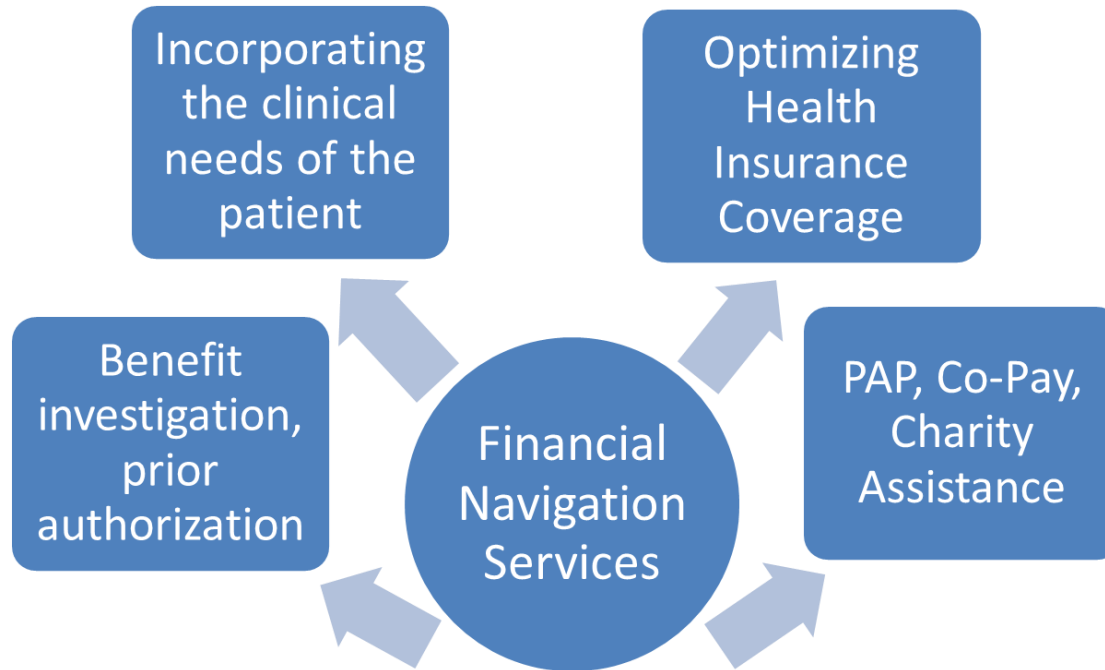 Incorporating
the clinical
needs of the
patient
Optimizing
Health
Insurance
Coverage
Benefit
investigation,
prior
authorization
Financial
Navigation
Services
PAP, Co-Pay,
Charity
Assistance